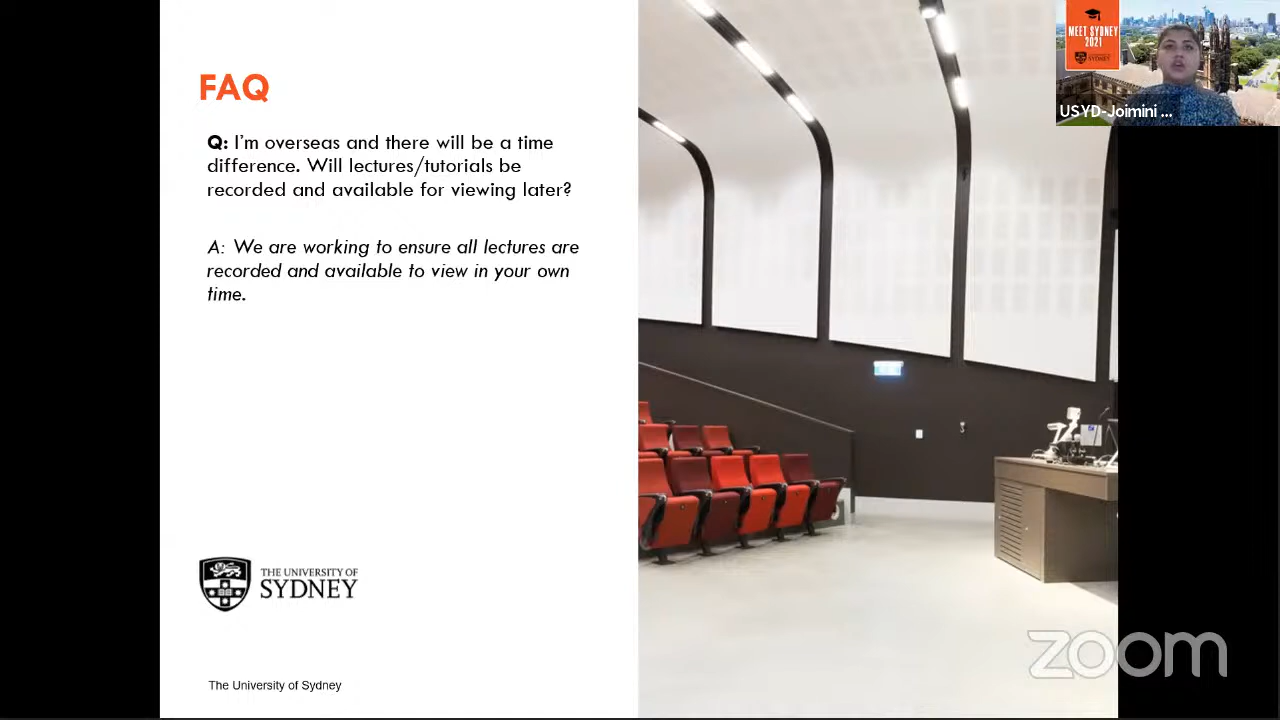 FAQ
Q: I'm overseas and there will be a time
difference. Will lectures/tutorials be
recorded and available for viewing later?
A: We are working to ensure all lectures are
recorded and available to view in your own
time.
THE UNIVERSITY OF
SYDNEY
The University of Sydney
MEET SYDNEY
2021
SYDNEY
USYD-Joimini ...
zoom